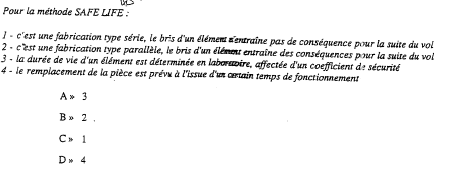 Pour la méthode SAFE LIFE :
1 - c'est une fabrication type série, le bris d'un élément n'entraîne pas de conséquence pour la suite du vol
2 - c'est une fabrication type parallèle, le bris d'un élément entraîne des conséquences pour la suite du vol
3 - la durée de vie d'un élément est déterminée en laboratoire, affectée d'un coefficient de sécurité
4 - le remplacement de la pièce est prévu à l'issue d'un certain temps de fonctionnement
A » 3
B » 2
C » 1
D » 4